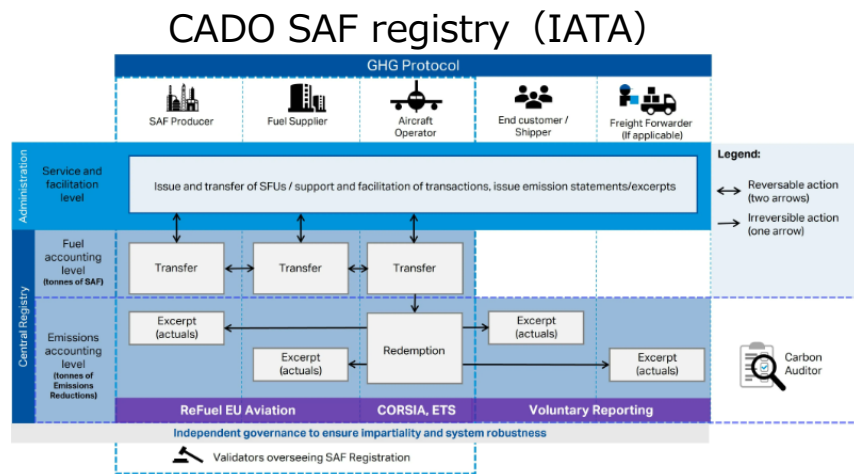 CADO SAF registry（IATA）
GHG Protocol
SAF Producer
Fuel Supplier
Aircraft
Operator
End customer /
Shipper
Freight Forwarder
(If applicable)
Administration
Service and
facilitation
level
Issue and transfer of SFUs / support and facilitation of transactions, issue emission statements/excerpts
Legend:
Reversable action
(two arrows)
Irreversible action
(one arrow)
Central Registry
Fuel
accounting
level
(tonnes of SAF)
Transfer
Transfer
Transfer
Emissions
accounting
level
(tonnes of
Emissions
Reductions)
Excerpt
(actuals)
Excerpt
(actuals)
Redemption
Excerpt
(actuals)
Excerpt
(actuals)
Carbon
Auditor
ReFuel EU Aviation
CORSIA, ETS
Voluntary Reporting
Independent governance to ensure impartiality and system robustness
Validators overseeing SAF Registration